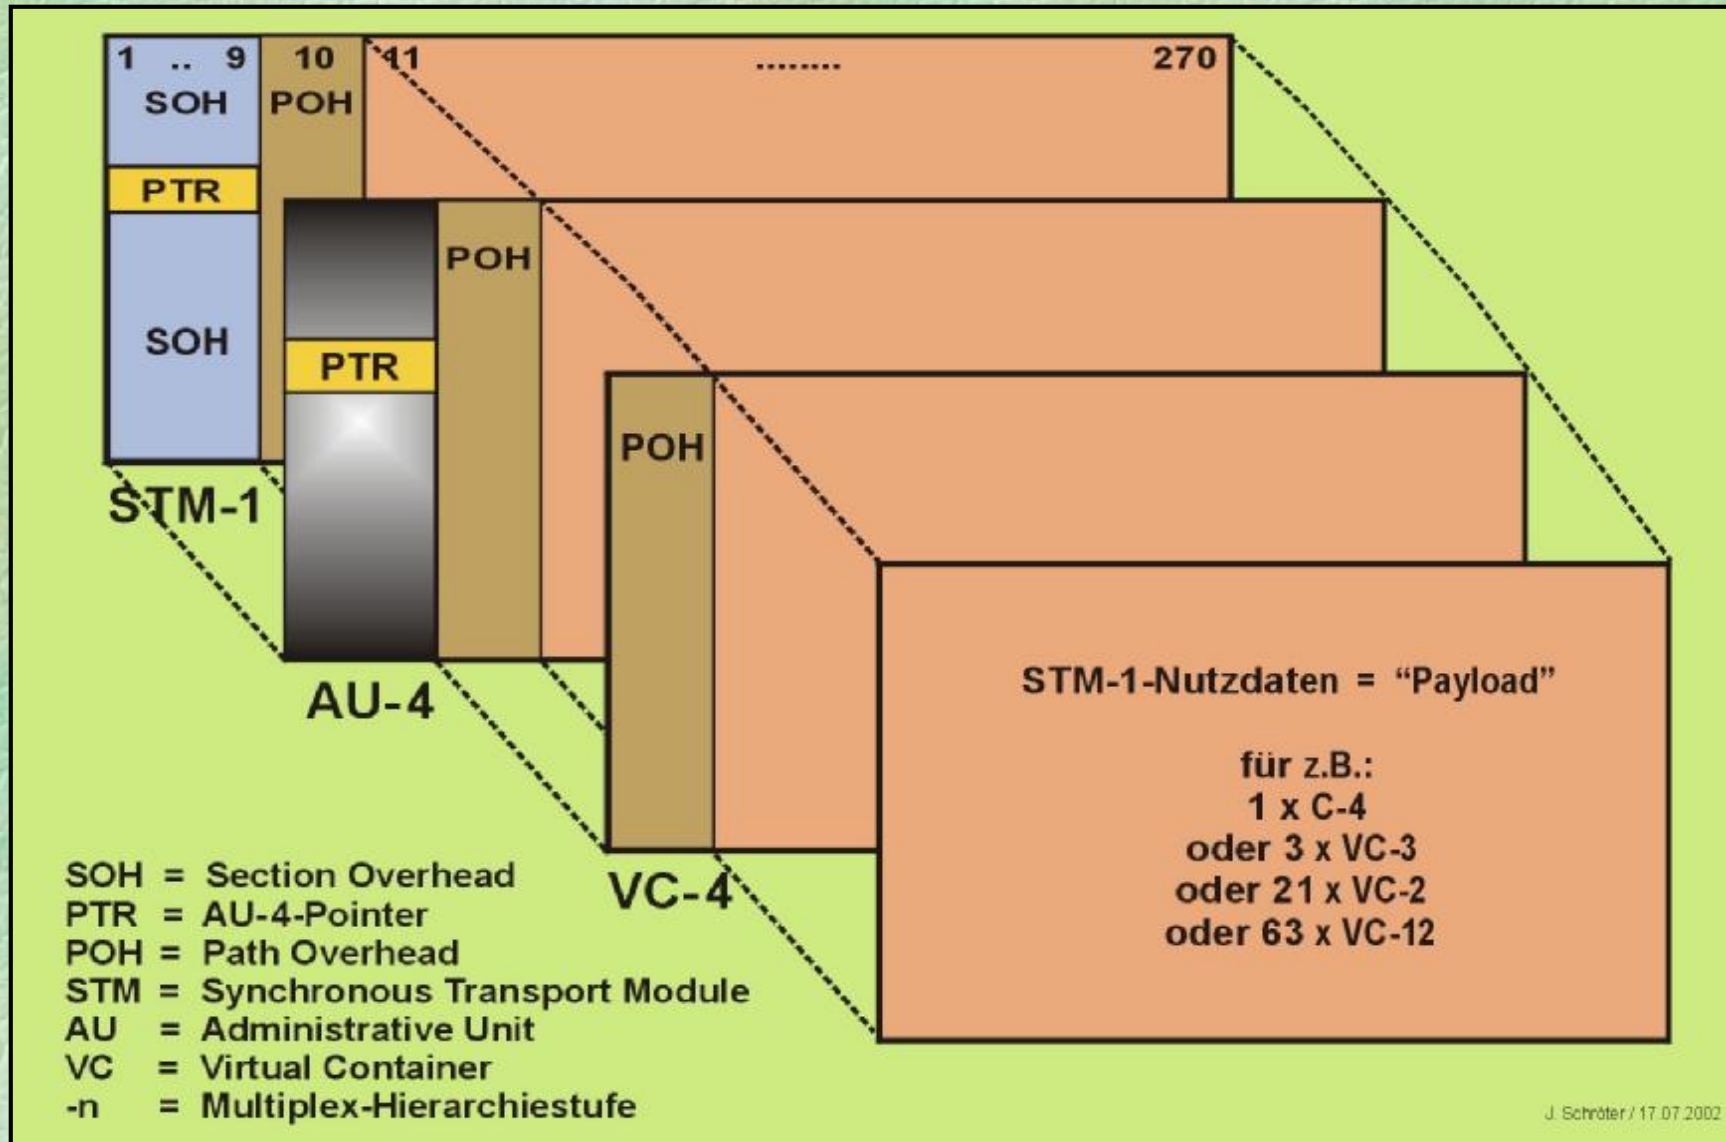 1 .. 9 10 11 ........ 270
SOH POH
PTR
SOH
STM-1
POH
PTR
AU-4
POH
VC-4
STM-1-Nutzdaten = “Payload”
für z.B.:
1 x C-4
oder 3 x VC-3
oder 21 x VC-2
oder 63 x VC-12
SOH = Section Overhead
PTR = AU-4-Pointer
POH = Path Overhead
STM = Synchronous Transport Module
AU = Administrative Unit
VC = Virtual Container
-n = Multiplex-Hierarchiestufe
J. Schröter / 17.07.2002